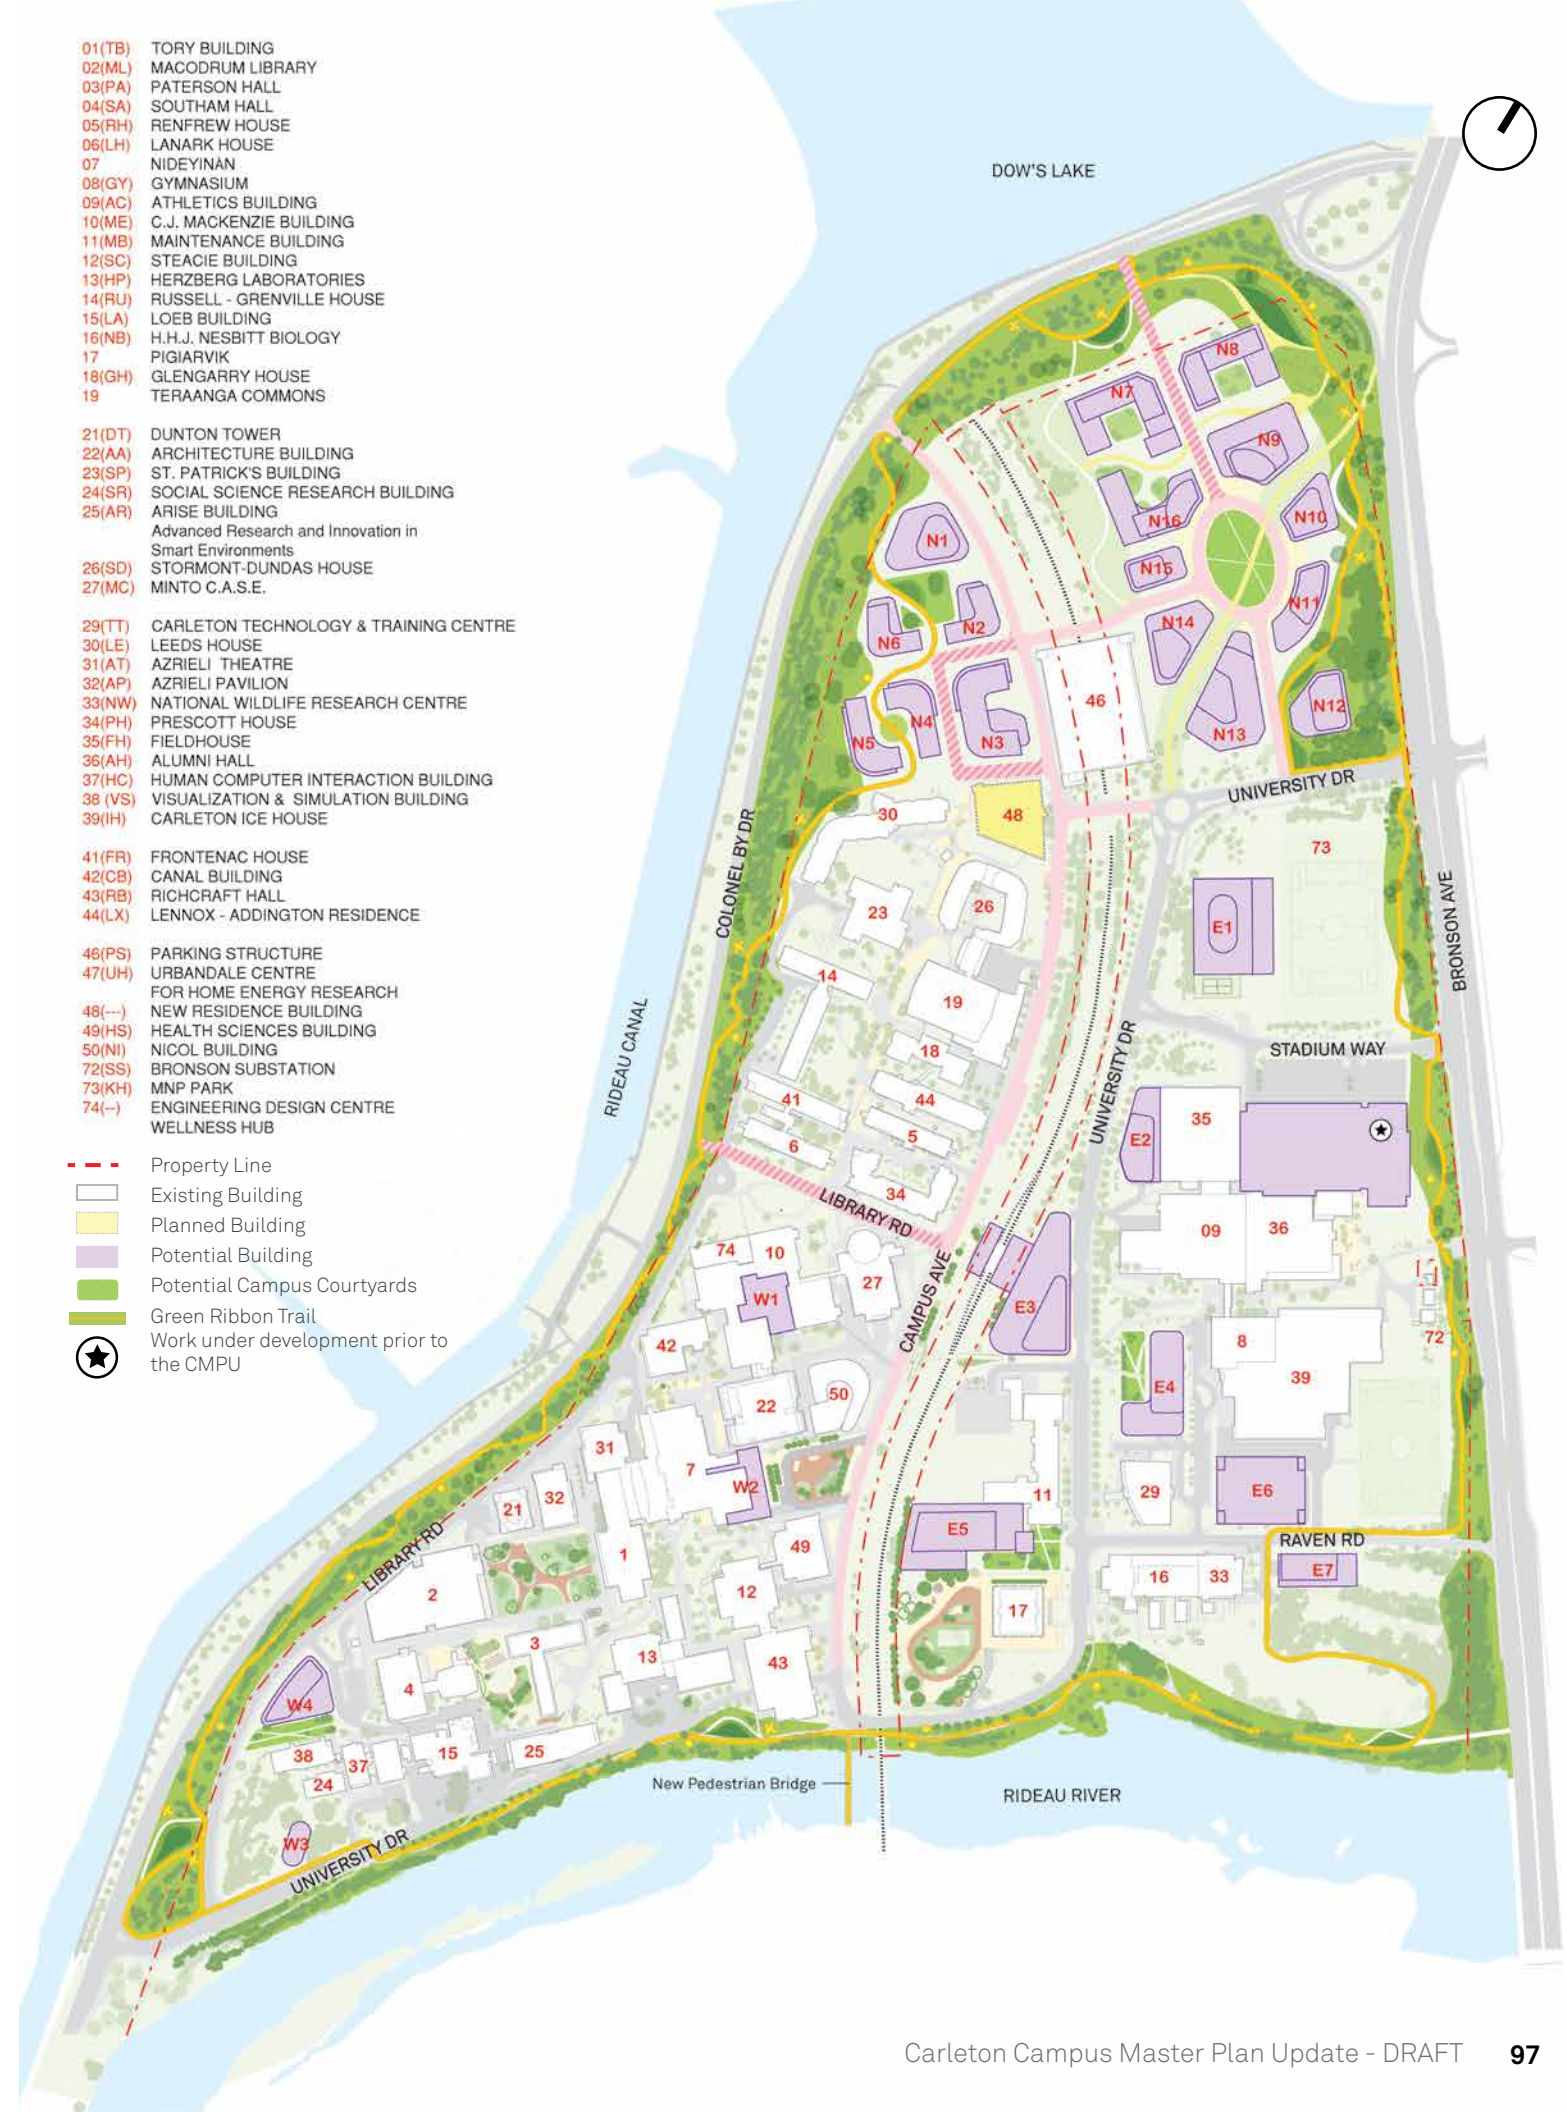 01(TB) TORY BUILDING
02(ML) MACODRUM LIBRARY
03(PA) PATERSON HALL
04(SA) SOUTHAM HALL
05(RH) RENFREW HOUSE
06(LH) LANARK HOUSE
07 NIDEYINÀN
08(GY) GYMNASIUM
09(AC) ATHLETICS BUILDING
10(ME) C.J. MACKENZIE BUILDING
11(MB) MAINTENANCE BUILDING
12(SC) STEACIE BUILDING
13(HP) HERZBERG LABORATORIES
14(RU) RUSSELL - GRENVILLE HOUSE
15(LA) LOEB BUILDING
16(NB) H.H.J. NESBITT BIOLOGY
17 PIGIARVIK
18(GH) GLENGARRY HOUSE
19 TERAANGA COMMONS
21(DT) DUNTON TOWER
22(AA) ARCHITECTURE BUILDING
23(SP) ST. PATRICK'S BUILDING
24(SR) SOCIAL SCIENCE RESEARCH BUILDING
25(AR) ARISE BUILDING
Advanced Research and Innovation in
Smart Environments
26(SD) STORMONT-DUNDAS HOUSE
27(MC) MINTO C.A.S.E.
29(TT) CARLETON TECHNOLOGY & TRAINING CENTRE
30(LE) LEEDS HOUSE
31(AT) AZRIELI THEATRE
32(AP) AZRIELI PAVILION
33(NW) NATIONAL WILDLIFE RESEARCH CENTRE
34(PH) PRESCOTT HOUSE
35(FH) FIELDHOUSE
36(AH) ALUMNI HALL
37(HC) HUMAN COMPUTER INTERACTION BUILDING
38 (VS) VISUALIZATION & SIMULATION BUILDING
39(IH) CARLETON ICE HOUSE
41(FR) FRONTENAC HOUSE
42(CB) CANAL BUILDING
43(RB) RICHCRAFT HALL
44(LX) LENNOX - ADDINGTON RESIDENCE
46(PS) PARKING STRUCTURE
47(UH) URBANDALE CENTRE
FOR HOME ENERGY RESEARCH
48(---) NEW RESIDENCE BUILDING
49(HS) HEALTH SCIENCES BUILDING
50(NI) NICOL BUILDING
72(SS) BRONSON SUBSTATION
73(KH) MNP PARK
74(--) ENGINEERING DESIGN CENTRE
WELLNESS HUB
Property Line
Existing Building
Planned Building
Potential Building
Potential Campus Courtyards
Green Ribbon Trail
Work under development prior to
the CMPU
DOW'S LAKE
N8
N7
N9
N10
N16
N1
N15
N11
N14
N2
N6
46
N12
N4
N13
N3
N5
UNIVERSITY DR
30
48
73
COLONEL BY DR
BRONSON AVE
23
26
E1
14
19
RIDEAU CANAL
UNIVERSITY DR
STADIUM WAY
18
41
44
35
E2
5
6
34
LIBRARY RD
09
36
74
10
27
CAMPUS AVE
W1
E3
42
8
72
39
22
50
E4
31
7
W2
32
21
11
29
E6
E5
RAVEN RD
LIBRARY RD
49
1
2
12
16
33
E7
17
3
13
43
4
W4
38
37
15
25
24
New Pedestrian Bridge
RIDEAU RIVER
W3
UNIVERSITY DR
Carleton Campus Master Plan Update - DRAFT 97